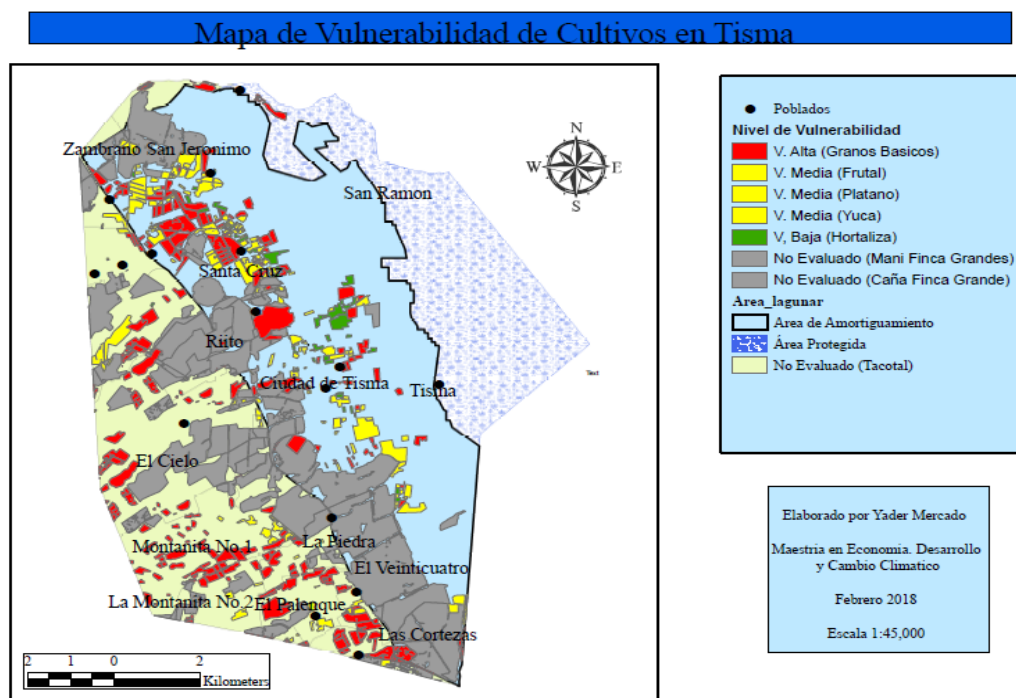 Mapa de Vulnerabilidad de Cultivos en Tisma
Zambrano San Jeronimo
San Ramon
Santa Cruz
Riito
Ciudad de Tisma
Tisma
El Cielo
La Piedra
Montañita No.1
El Veinticuatro
La Montañita No.2
El Palenque
Las Cortezas
N
W
E
S
Text
2 1 0 2
Kilometers
Poblados
Nivel de Vulnerabilidad
V. Alta (Granos Basicos)
V. Media (Frutal)
V. Media (Platano)
V. Media (Yuca)
V, Baja (Hortaliza)
No Evaluado (Mani Finca Grandes)
No Evaluado (Caña Finca Grande)
Area_lagunar
Area de Amortiguamiento
Área Protegida
No Evaluado (Tacotal)
Elaborado por Yader Mercado
Maestria en Economia. Desarrollo
y Cambio Climatico
Febrero 2018
Escala 1:45,000